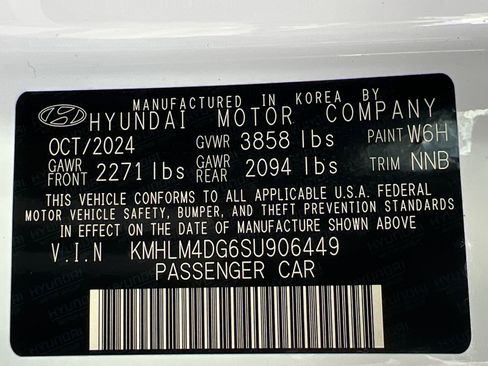 MANUFACTURED IN KOREA BY
HYUNDAI MOTOR COMPANY
OCT/2024 GVWR 3858 lbs PAINT W6H
GAWR FRONT 2271 lbs GAWR REAR 2094 lbs TRIM NNB
THIS VEHICLE CONFORMS TO ALL APPLICABLE U.S.A. FEDERAL
MOTOR VEHICLE SAFETY, BUMPER, AND THEFT PREVENTION STANDARDS
IN EFFECT ON THE DATE OF MANUFACTURE SHOWN ABOVE
V.I.N KMHLM4DG6SU906449
PASSENGER CAR